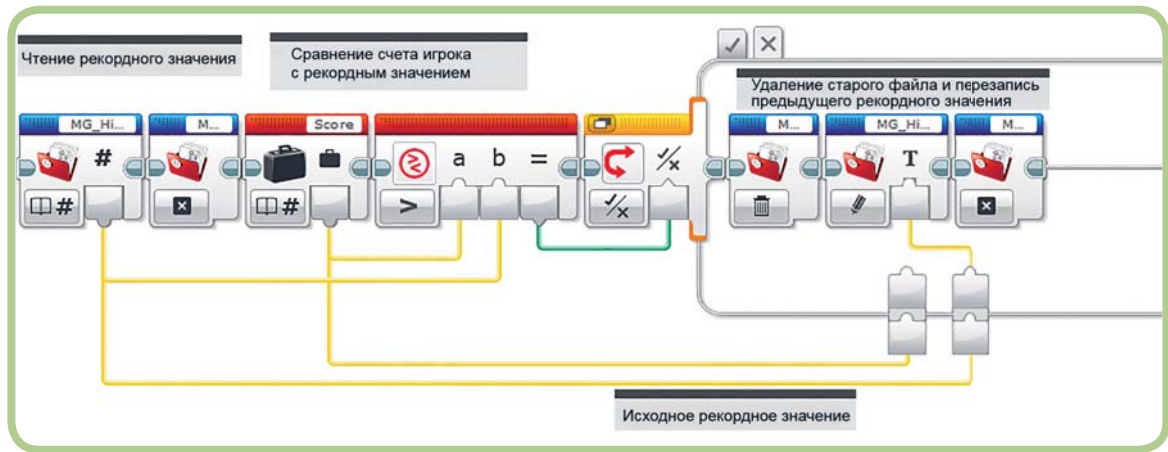 Чтение рекордного значения
Сравнение счета игрока
с рекордным значением
Удаление старого файла и перезапись
предыдущего рекордного значения
MG_Hi...
M...
Score
M...
MG_Hi...
M...
#
a b =
T
#
#
>
Исходное рекордное значение